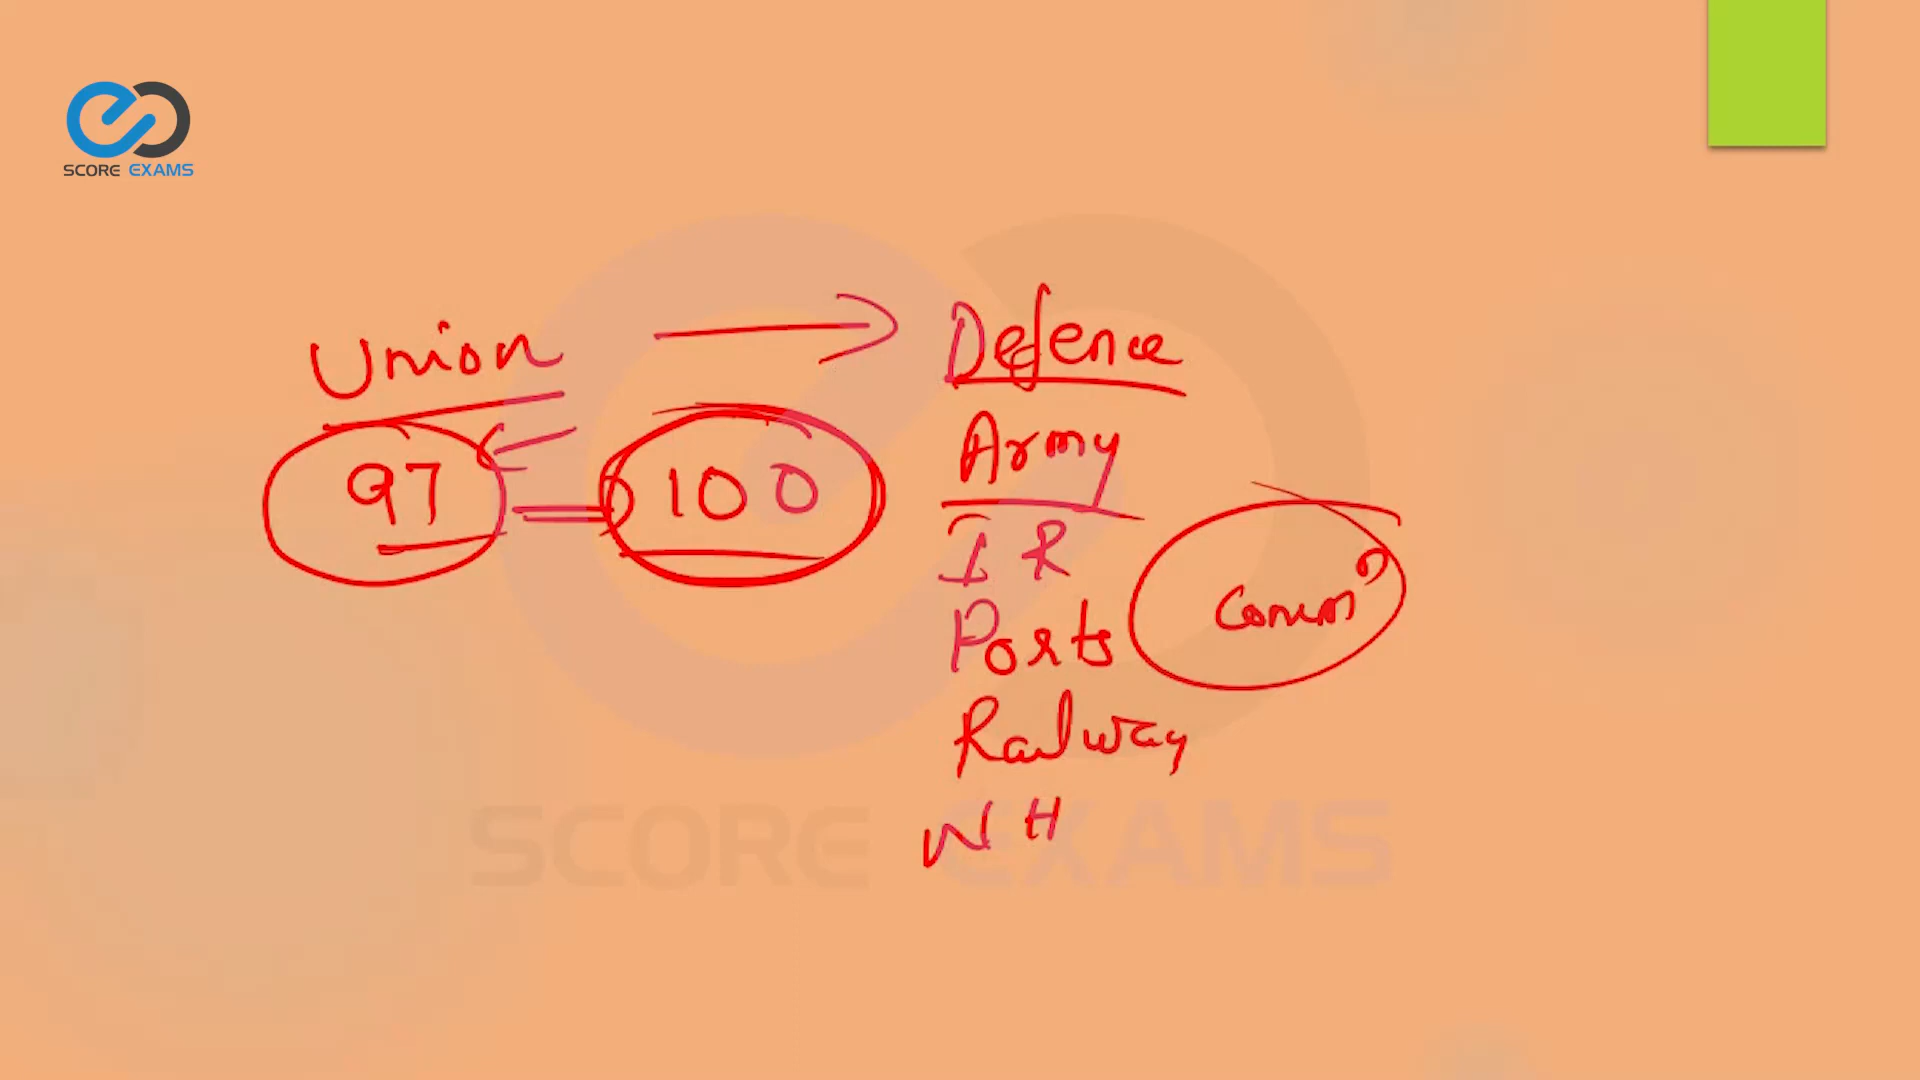 SCORE EXAMS
Union → Defence
97 = 100
Army
I R
Ports
Comm^n
Railway
N H
SCORE EXAMS